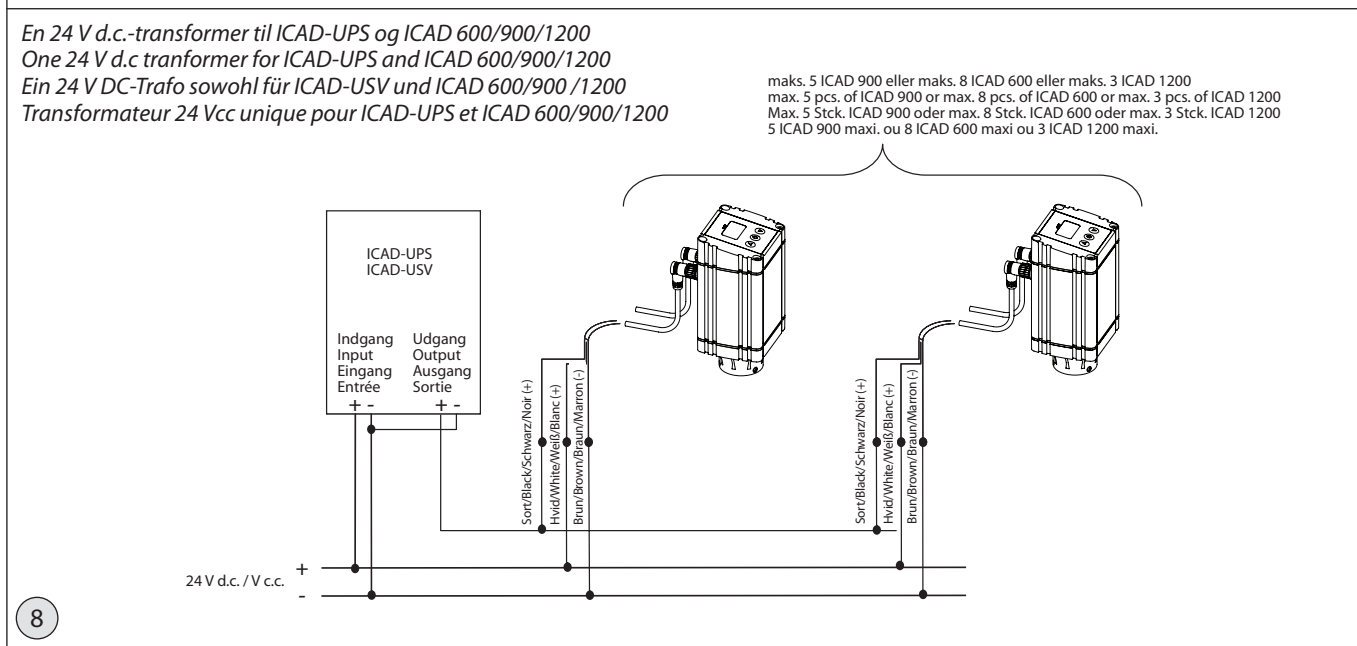 En 24 V d.c.-transformer til ICAD-UPS og ICAD 600/900/1200
One 24 V d.c tranformer for ICAD-UPS and ICAD 600/900/1200
Ein 24 V DC-Trafo sowohl für ICAD-USV und ICAD 600/900 /1200
Transformateur 24 Vcc unique pour ICAD-UPS et ICAD 600/900/1200
maks. 5 ICAD 900 eller maks. 8 ICAD 600 eller maks. 3 ICAD 1200
max. 5 pcs. of ICAD 900 or max. 8 pcs. of ICAD 600 or max. 3 pcs. of ICAD 1200
Max. 5 Stck. ICAD 900 oder max. 8 Stck. ICAD 600 oder max. 3 Stck. ICAD 1200
5 ICAD 900 maxi. ou 8 ICAD 600 maxi ou 3 ICAD 1200 maxi.
ICAD-UPS
ICAD-USV
Indgang Udgang
Input Output
Eingang Ausgang
Entrée Sortie
+ - + -
Sort/Black/Schwarz/Noir (+)
Hvid/White/Weiß/Blanc (+)
Brun/Brown/Braun/Marron (-)
Sort/Black/Schwarz/Noir (+)
Hvid/White/Weiß/Blanc (+)
Brun/Brown/Braun/Marron (-)
24 V d.c. / V c.c.
+
-
8